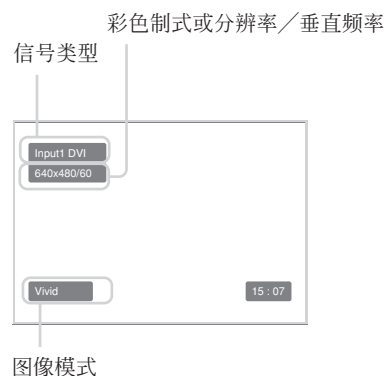 彩色制式或分辨率／垂直频率
信号类型
Input1 DVI
640x480/60
Vivid
15 : 07
图像模式